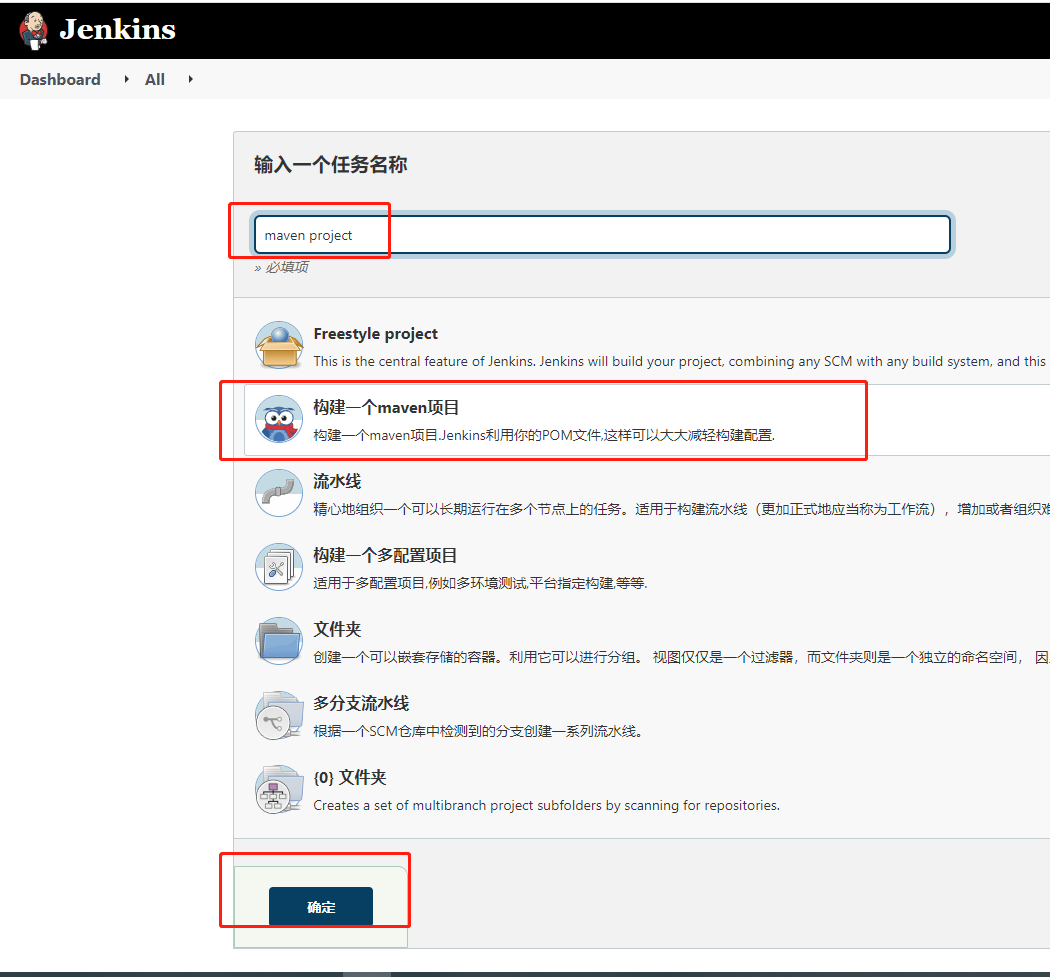 Jenkins
Dashboard All
输入一个任务名称
maven project
» 必填项
Freestyle project
This is the central feature of Jenkins. Jenkins will build your project, combining any SCM with any build system, and this
构建一个maven项目
构建一个maven项目.Jenkins利用你的POM文件,这样可以大大减轻构建配置.
流水线
精心地组织一个可以长期运行在多个节点上的任务。适用于构建流水线（更加正式地应当称为工作流），增加或者组织难
构建一个多配置项目
适用于多配置项目,例如多环境测试,平台指定构建,等等.
文件夹
创建一个可以嵌套存储的容器。利用它可以进行分组。 视图仅仅是一个过滤器，而文件夹则是一个独立的命名空间， 因
多分支流水线
根据一个SCM仓库中检测到的分支创建一系列流水线。
{0} 文件夹
Creates a set of multibranch project subfolders by scanning for repositories.
确定